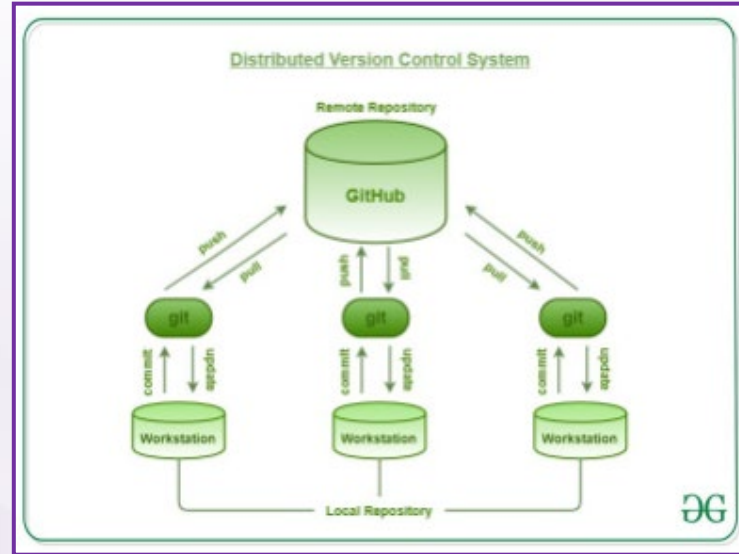 Distributed Version Control System
Remote Repository
GitHub
push
pull
push
pull
pull
push
git
git
git
commit
update
commit
update
commit
update
Workstation
Workstation
Workstation
Local Repository